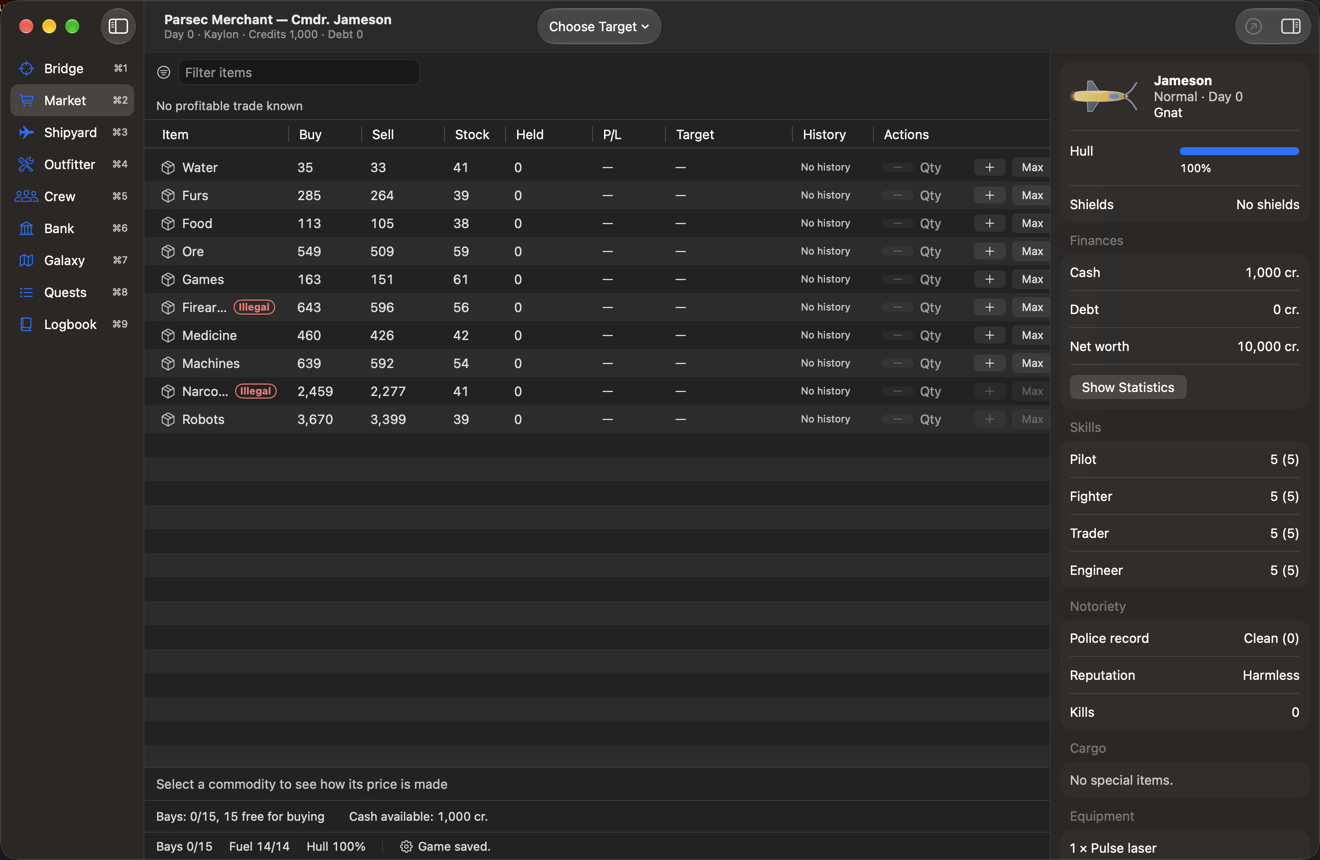 Parsec Merchant — Cmdr. Jameson
Day 0 · Kaylon · Credits 1,000 · Debt 0
Choose Target
Bridge ⌘1
Market ⌘2
Shipyard ⌘3
Outfitter ⌘4
Crew ⌘5
Bank ⌘6
Galaxy ⌘7
Quests ⌘8
Logbook ⌘9
Filter items
No profitable trade known
Item Buy Sell Stock Held P/L Target History Actions
Water 35 33 41 0 — — No history — Qty + Max
Furs 285 264 39 0 — — No history — Qty + Max
Food 113 105 38 0 — — No history — Qty + Max
Ore 549 509 59 0 — — No history — Qty + Max
Games 163 151 61 0 — — No history — Qty + Max
Firear... Illegal 643 596 56 0 — — No history — Qty + Max
Medicine 460 426 42 0 — — No history — Qty + Max
Machines 639 592 54 0 — — No history — Qty + Max
Narco... Illegal 2,459 2,277 41 0 — — No history — Qty + Max
Robots 3,670 3,399 39 0 — — No history — Qty + Max
Select a commodity to see how its price is made
Bays: 0/15, 15 free for buying Cash available: 1,000 cr.
Bays 0/15 Fuel 14/14 Hull 100% Game saved.
Jameson
Normal · Day 0
Gnat
Hull
100%
Shields No shields
Finances
Cash 1,000 cr.
Debt 0 cr.
Net worth 10,000 cr.
Show Statistics
Skills
Pilot 5 (5)
Fighter 5 (5)
Trader 5 (5)
Engineer 5 (5)
Notoriety
Police record Clean (0)
Reputation Harmless
Kills 0
Cargo
No special items.
Equipment
1 × Pulse laser